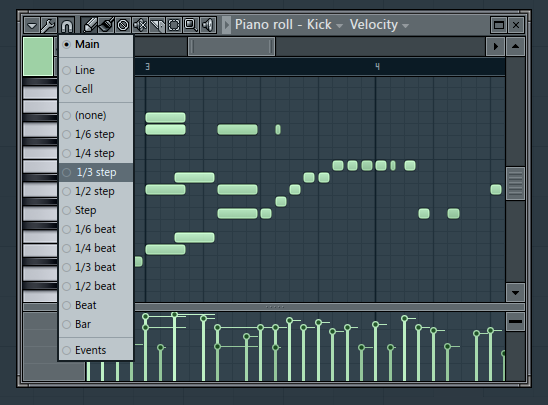 Piano roll - Kick Velocity
Main
Line
Cell
(none)
1/6 step
1/4 step
1/3 step
1/2 step
Step
1/6 beat
1/4 beat
1/3 beat
1/2 beat
Beat
Bar
Events
3
4